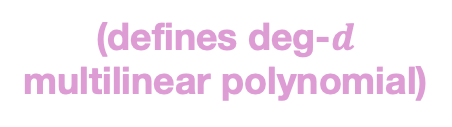 (defines deg-d
multilinear polynomial)